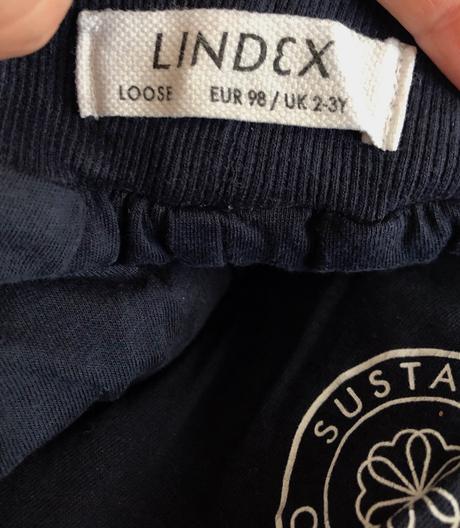 LINDEX
LOOSE EUR 98 / UK 2-3Y
SUSTA